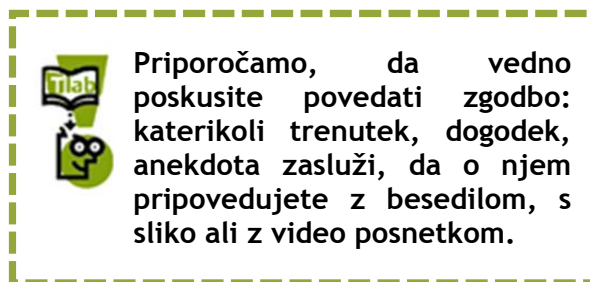 Tlab
Priporočamo, da vedno
poskusite povedati zgodbo:
katerikoli trenutek, dogodek,
anekdota zasluži, da o njem
pripovedujete z besedilom, s
sliko ali z video posnetkom.